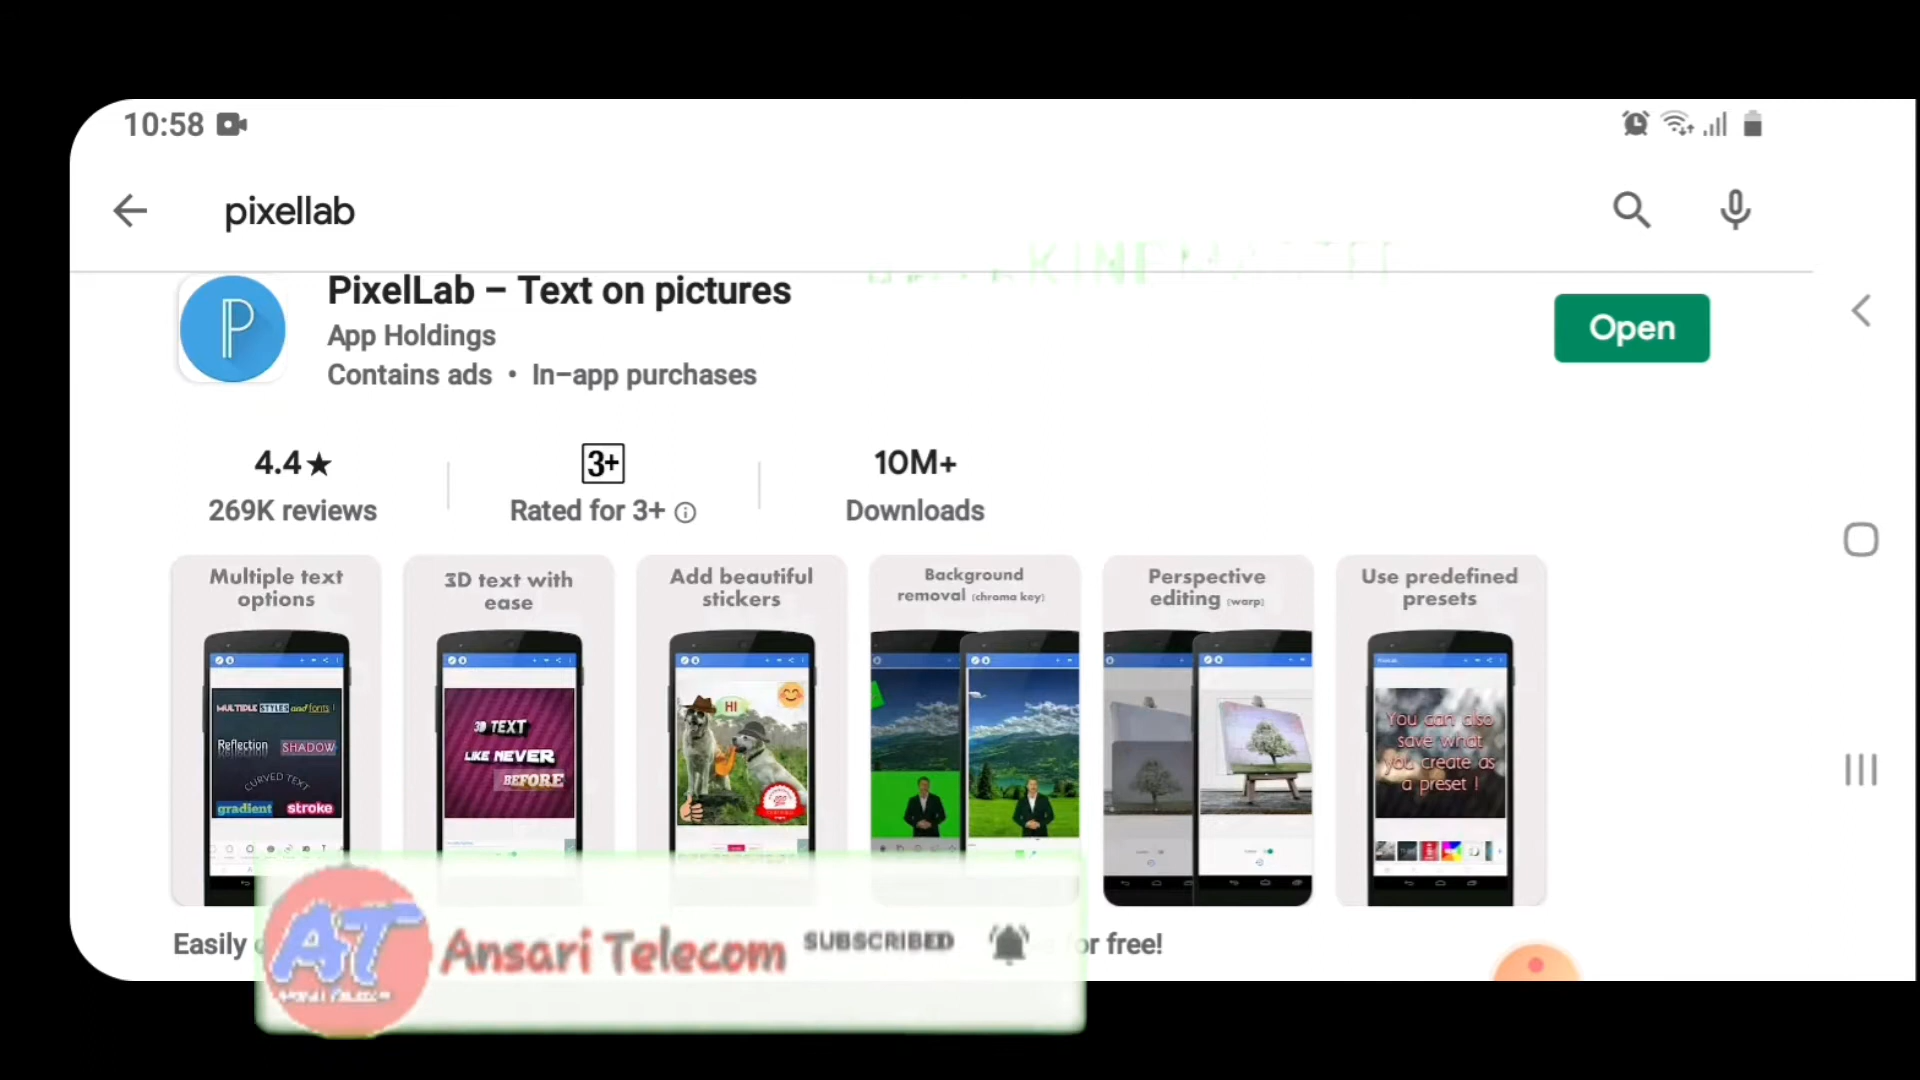 10:58
pixellab
KINEMASTER
PixelLab – Text on pictures
App Holdings
Contains ads • In-app purchases
Open
4.4★
3+
10M+
269K reviews
Rated for 3+
Downloads
Multiple text
options
3D text with
ease
Add beautiful
stickers
Background
removal (chroma key)
Perspective
editing (warp)
Use predefined
presets
MULTIPLE STYLES and fonts !
Reflection
SHADOW
CURVED TEXT
gradient
stroke
3D TEXT
LIKE NEVER
BEFORE
HI
You can also
save what
you create as
a preset !
Easily
or free!
AT
Ansari Telecom
SUBSCRIBED